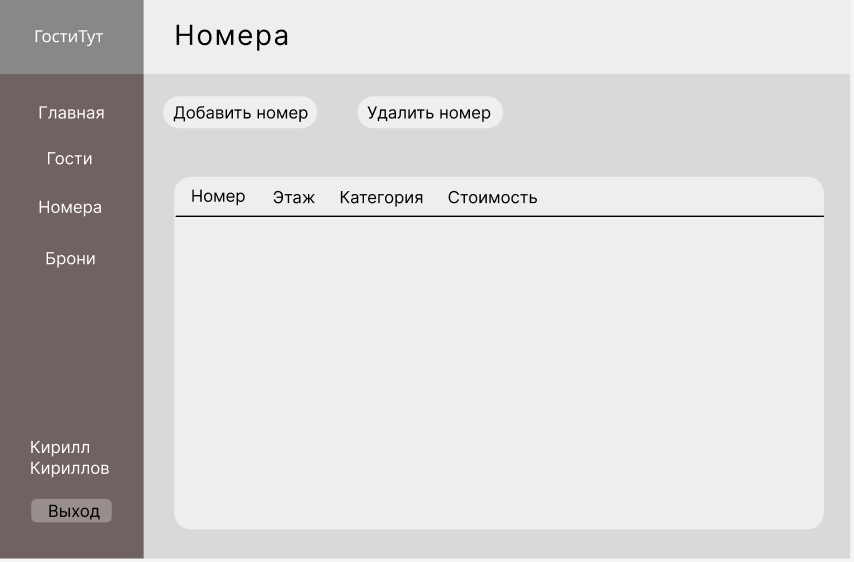 ГостиТут
Номера
Главная
Гости
Номера
Брони
Кирилл
Кириллов
Выход
Добавить номер
Удалить номер
Номер Этаж Категория Стоимость